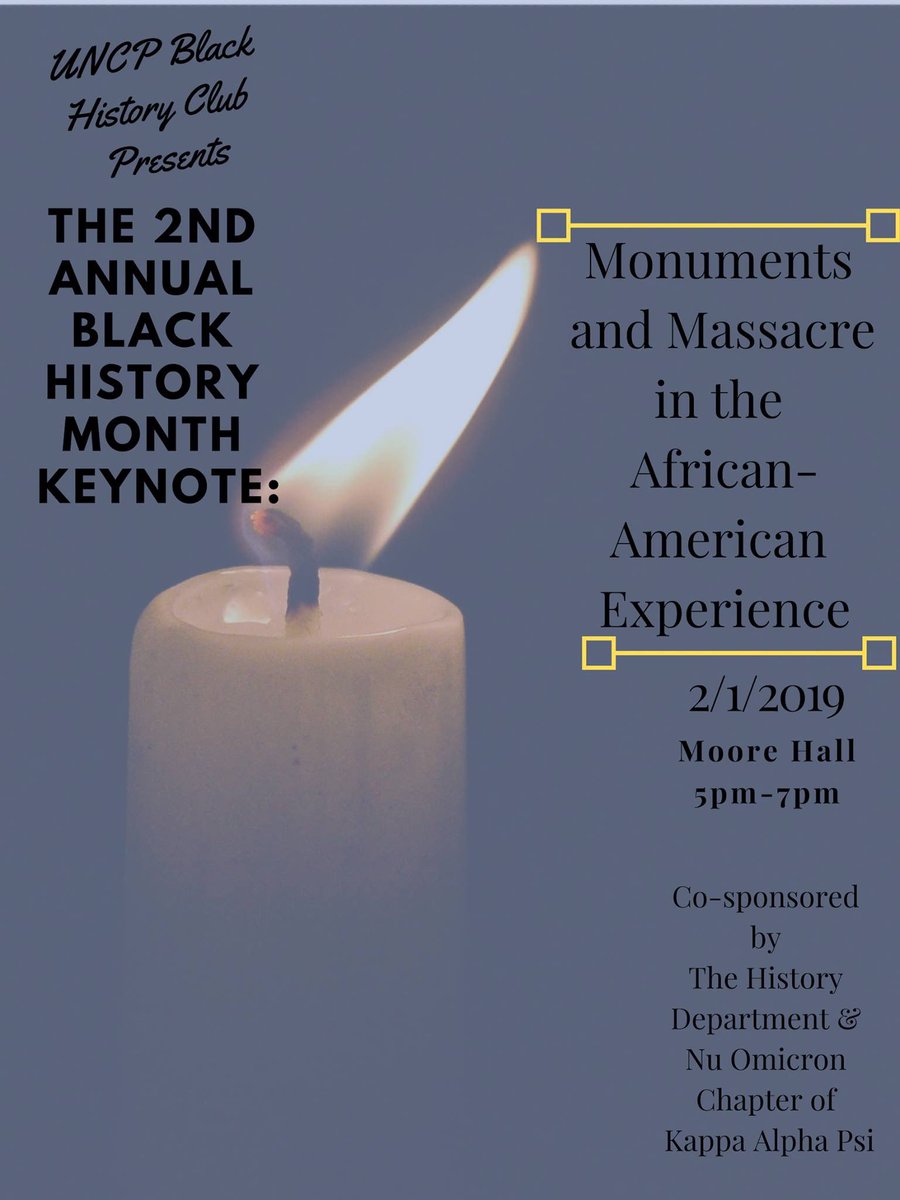 UNCP Black
History Club
Presents
THE 2ND
ANNUAL
BLACK
HISTORY
MONTH
KEYNOTE:
Monuments
and Massacre
in the
African-
American
Experience
2/1/2019
Moore Hall
5pm-7pm
Co-sponsored
by
The History
Department &
Nu Omicron
Chapter of
Kappa Alpha Psi